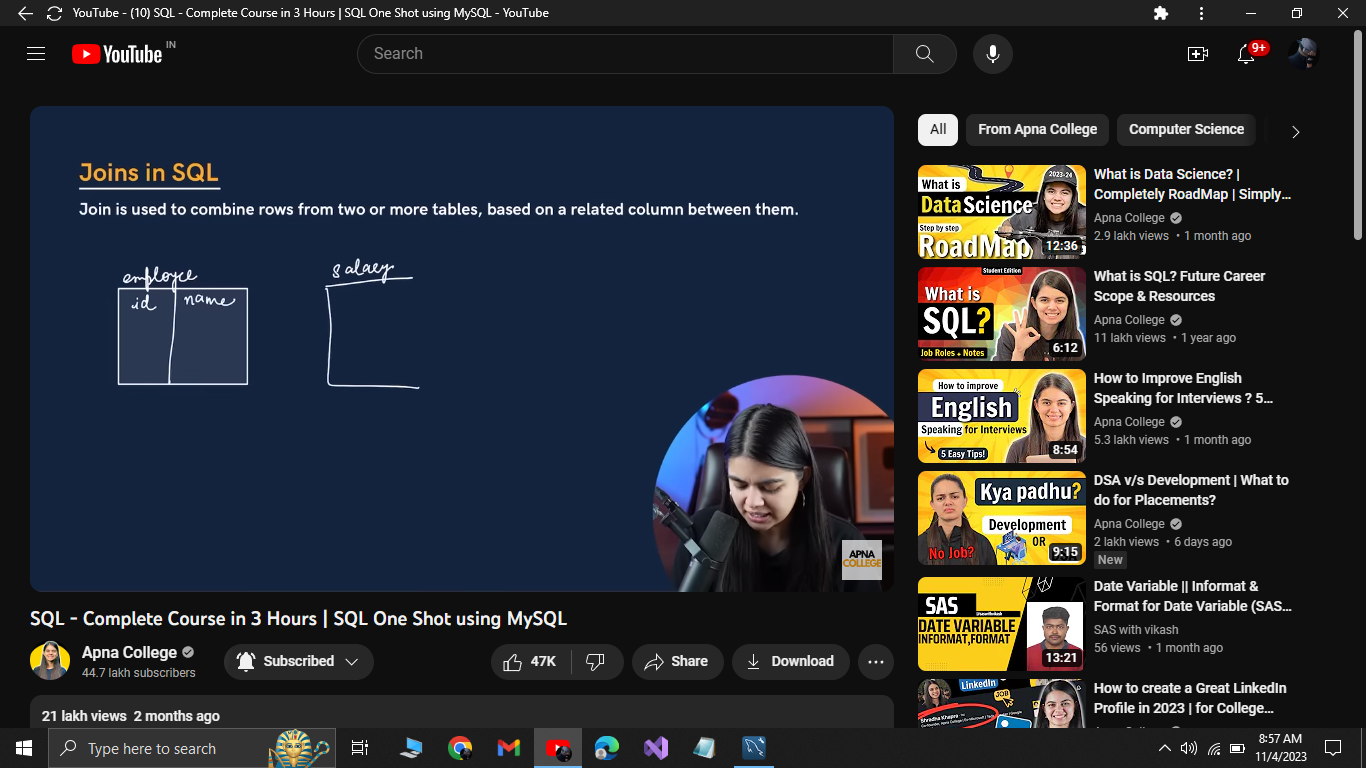 YouTube - (10) SQL - Complete Course in 3 Hours | SQL One Shot using MySQL - YouTube
YouTube IN
Search
9+
Joins in SQL
Join is used to combine rows from two or more tables, based on a related column between them.
employee
salary
id name
APNA
COLLEGE
SQL - Complete Course in 3 Hours | SQL One Shot using MySQL
Apna College
44.7 lakh subscribers
Subscribed
47K
Share
Download
21 lakh views 2 months ago
All
From Apna College
Computer Science
What is
Data Science
Step by step
RoadMap
2023-24
12:36
What is Data Science? |
Completely RoadMap | Simply...
Apna College
2.9 lakh views • 1 month ago
Student Edition
What is
SQL?
Job Roles + Notes
6:12
What is SQL? Future Career
Scope & Resources
Apna College
11 lakh views • 1 year ago
How to improve
English
Speaking for Interviews
5 Easy Tips!
8:54
How to Improve English
Speaking for Interviews ? 5...
Apna College
5.3 lakh views • 1 month ago
Kya padhu?
Development
OR
No Job?
9:15
DSA v/s Development | What to
do for Placements?
Apna College
2 lakh views • 6 days ago
New
SAS
DATE VARIABLE
INFORMAT,FORMAT
13:21
Date Variable || Informat &
Format for Date Variable (SAS...
SAS with vikash
56 views • 1 month ago
LinkedIn
JOB
Shradha Khapra
How to create a Great LinkedIn
Profile in 2023 | for College...
Type here to search
8:57 AM
11/4/2023